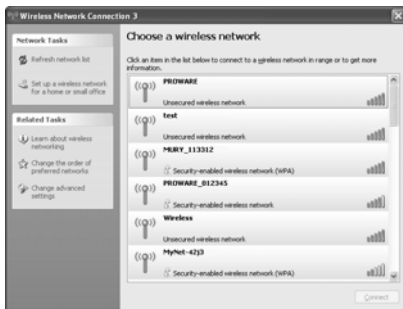 Wireless Network Connection 3
Network Tasks
Refresh network list
Set up a wireless network
for a home or small office
Related Tasks
Learn about wireless
networking
Change the order of
preferred networks
Change advanced
settings
Choose a wireless network
Click an item in the list below to connect to a wireless network in range or to get more
information.
PROWARE
Unsecured wireless network
test
Unsecured wireless network
MURY_113312
Security-enabled wireless network (WPA)
PROWARE_012345
Security-enabled wireless network
Wireless
Unsecured wireless network
MyNet-42j3
Security-enabled wireless network (WPA)
Connect